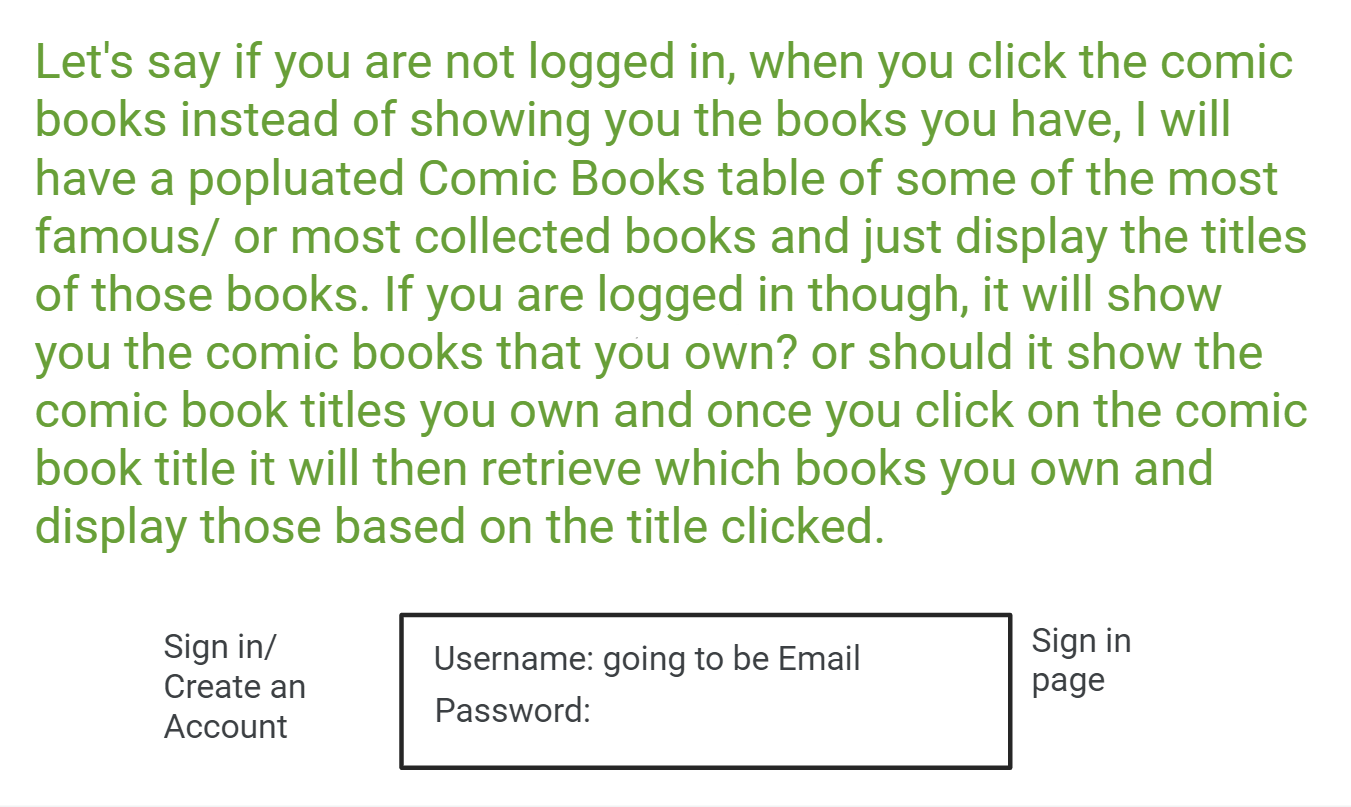 Let's say if you are not logged in, when you click the comic
books instead of showing you the books you have, I will
have a popluated Comic Books table of some of the most
famous/ or most collected books and just display the titles
of those books. If you are logged in though, it will show
you the comic books that you own? or should it show the
comic book titles you own and once you click on the comic
book title it will then retrieve which books you own and
display those based on the title clicked.
Sign in/
Create an
Account
Username: going to be Email
Password:
Sign in
page